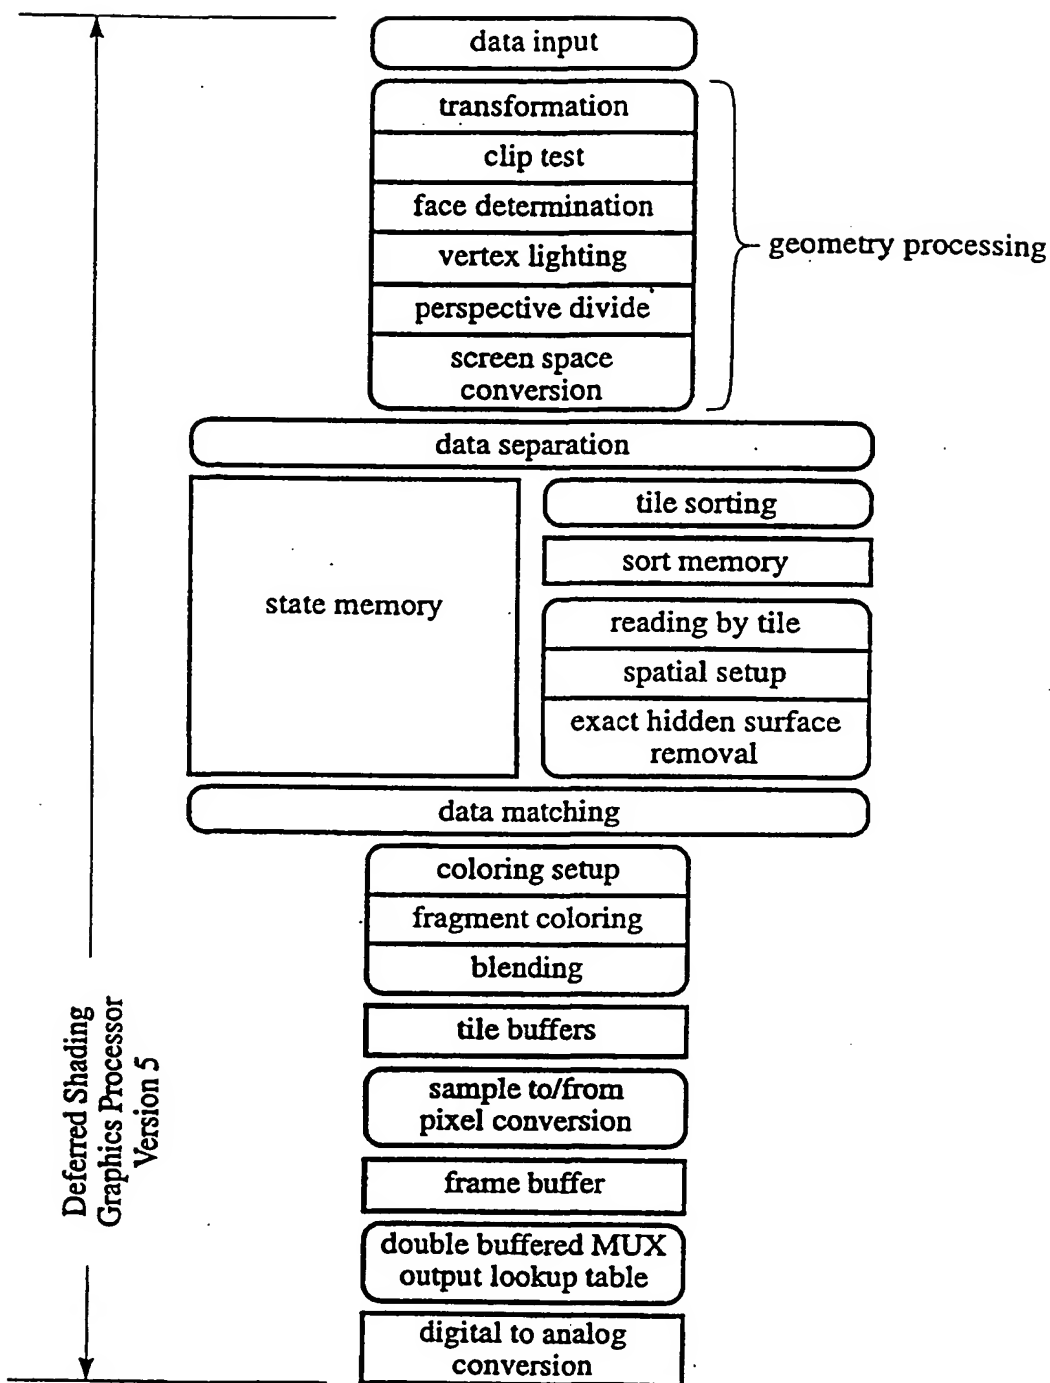 data input
transformation
clip test
face determination
vertex lighting
perspective divide
screen space
conversion
geometry processing
data separation
state memory
tile sorting
sort memory
reading by tile
spatial setup
exact hidden surface
removal
data matching
coloring setup
fragment coloring
blending
tile buffers
sample to/from
pixel conversion
frame buffer
double buffered MUX
output lookup table
digital to analog
conversion
Deferred Shading
Graphics Processor
Version 5